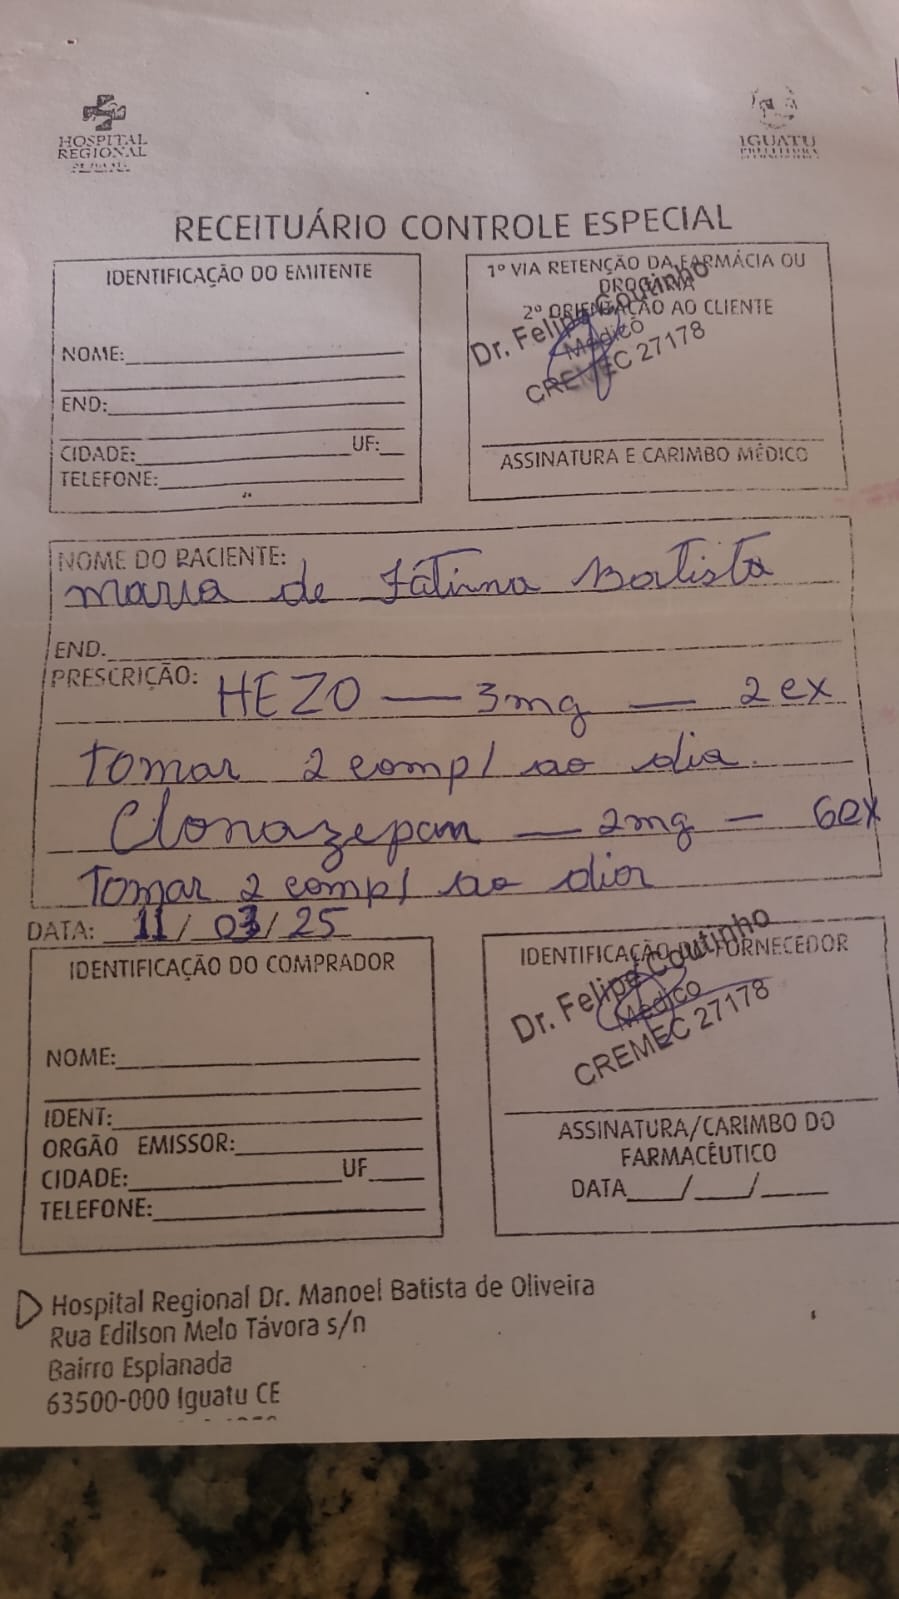 HOSPITAL
REGIONAL
IGUATU
PREFEITURA
RECEITUÁRIO CONTROLE ESPECIAL
IDENTIFICAÇÃO DO EMITENTE
NOME:
END:
CIDADE: UF:
TELEFONE:
1º VIA RETENÇÃO DA FARMÁCIA OU
DROGARIA
2º ORIENTAÇÃO AO CLIENTE
Dr. Felipe Coutinho
Médico
CREMEC 27178
ASSINATURA E CARIMBO MÉDICO
NOME DO PACIENTE:
Maria de Fátima Batista
END.
PRESCRIÇÃO: HEZO — 3mg — 2 cx
Tomar 2 comp/ ao dia
Clonazepam — 2mg — 6cx
Tomar 2 comp/ ao dia
DATA: 11/03/25
IDENTIFICAÇÃO DO COMPRADOR
NOME:
IDENT:
ORGÃO EMISSOR:
CIDADE: UF
TELEFONE:
IDENTIFICAÇÃO DO FORNECEDOR
Dr. Felipe Coutinho
Médico
CREMEC 27178
ASSINATURA/CARIMBO DO
FARMACÊUTICO
DATA / /
Hospital Regional Dr. Manoel Batista de Oliveira
Rua Edilson Melo Távora s/n
Bairro Esplanada
63500-000 Iguatu CE